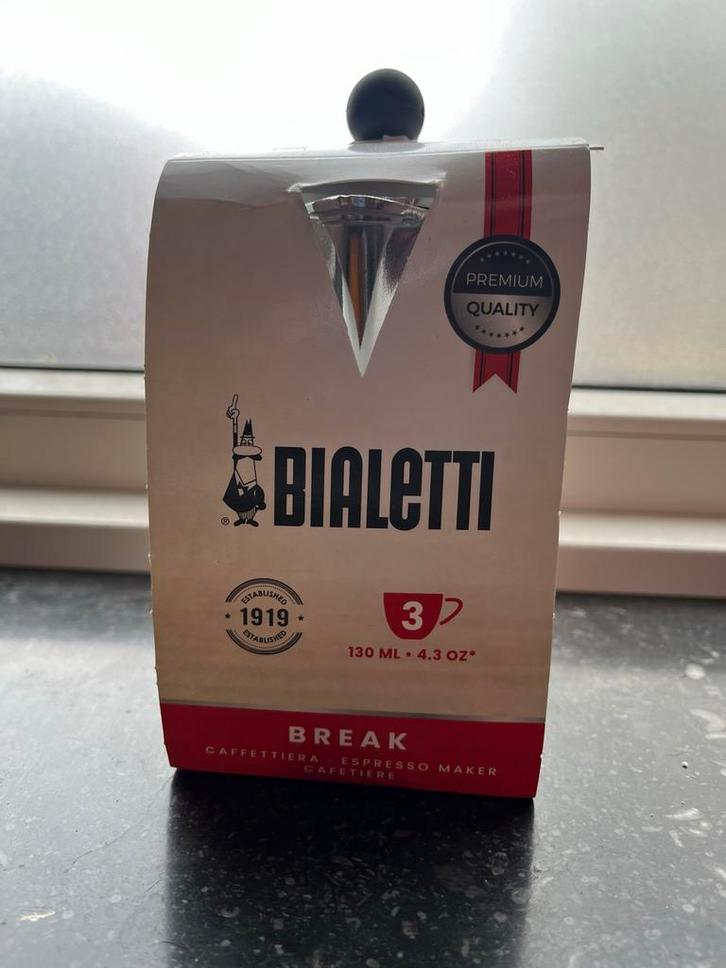 PREMIUM
QUALITY
BIALETTI
®
ESTABLISHED
1919
ESTABLISHED
3
130 ML • 4.3 OZ*
BREAK
CAFFETTIERA · ESPRESSO MAKER
CAFETIERE